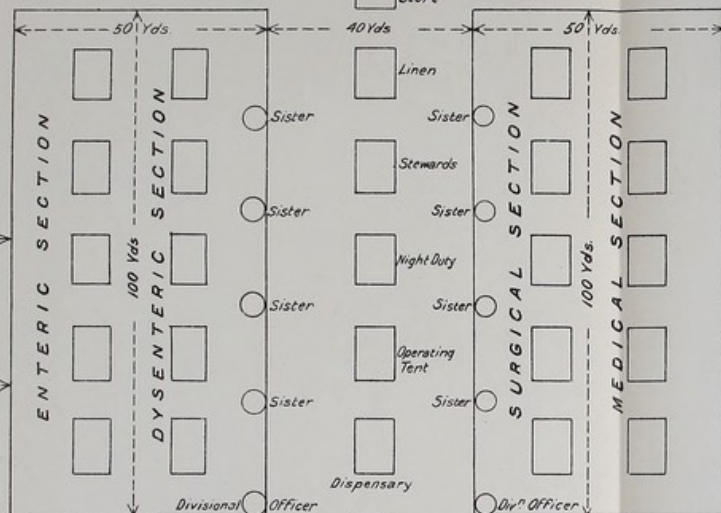 Store
50 Yds.
40 Yds
50 Yds.
ENTERIC SECTION
100 Yds
DYSENTERIC SECTION
Sister
Sister
Sister
Sister
Divisional Officer
Linen
Stewards
Night Duty
Operating
Tent
Dispensary
Sister
Sister
Sister
Sister
Divn Officer
SURGICAL SECTION
100 Yds.
MEDICAL SECTION